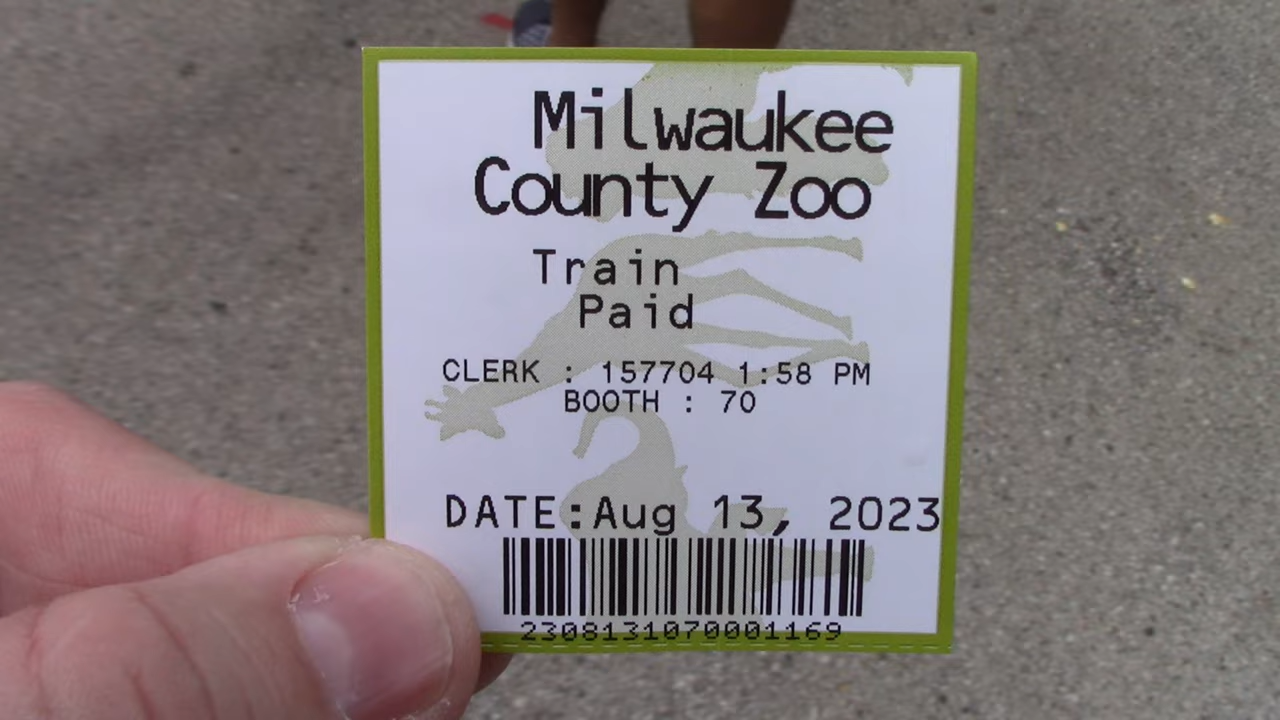 Milwaukee
County Zoo
Train
Paid
CLERK : 157704 1:58 PM
BOOTH : 70
DATE:Aug 13, 2023
2308131070001169